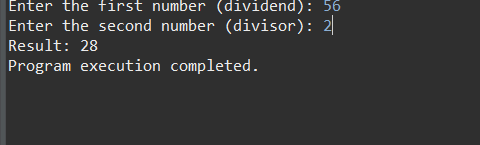 Enter the first number (dividend): 56
Enter the second number (divisor): 2
Result: 28
Program execution completed.